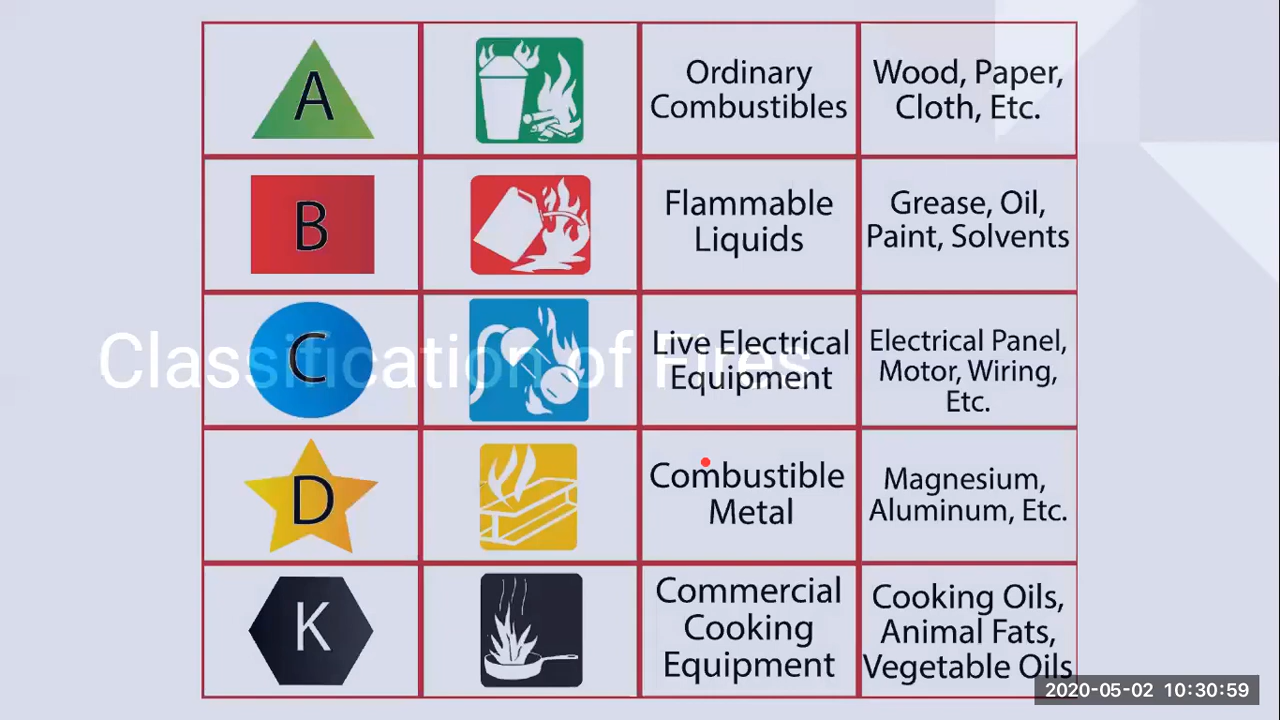 A
Ordinary
Combustibles
Wood, Paper,
Cloth, Etc.
B
Flammable
Liquids
Grease, Oil,
Paint, Solvents
Classification of Fires
C
Live Electrical
Equipment
Electrical Panel,
Motor, Wiring,
Etc.
D
Combustible
Metal
Magnesium,
Aluminum, Etc.
K
Commercial
Cooking
Equipment
Cooking Oils,
Animal Fats,
Vegetable Oils
2020-05-02 10:30:59